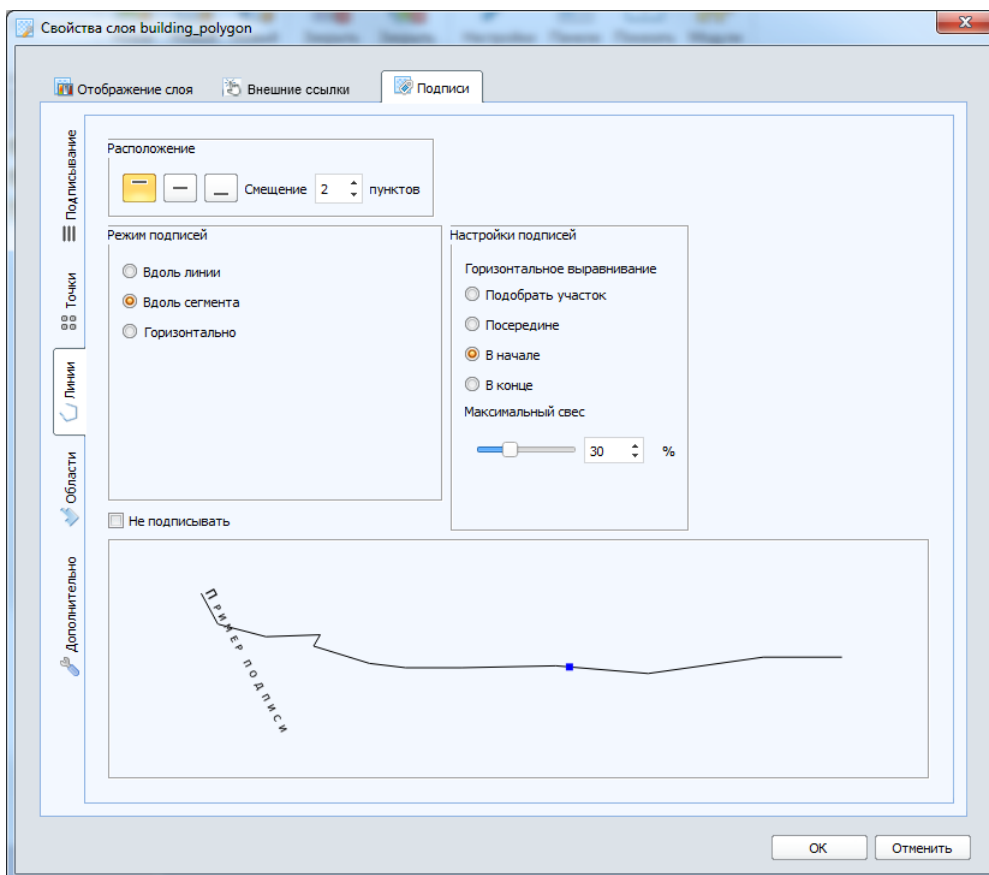 Свойства слоя building_polygon
Отображение слоя
Внешние ссылки
Подписи
Подписывание
Точки
Линии
Области
Дополнительно
Расположение
Смещение 2 пунктов
Режим подписей
Вдоль линии
Вдоль сегмента
Горизонтально
Настройки подписей
Горизонтальное выравнивание
Подобрать участок
Посередине
В начале
В конце
Максимальный свес
30 %
Не подписывать
Пример подписи
OK
Отменить